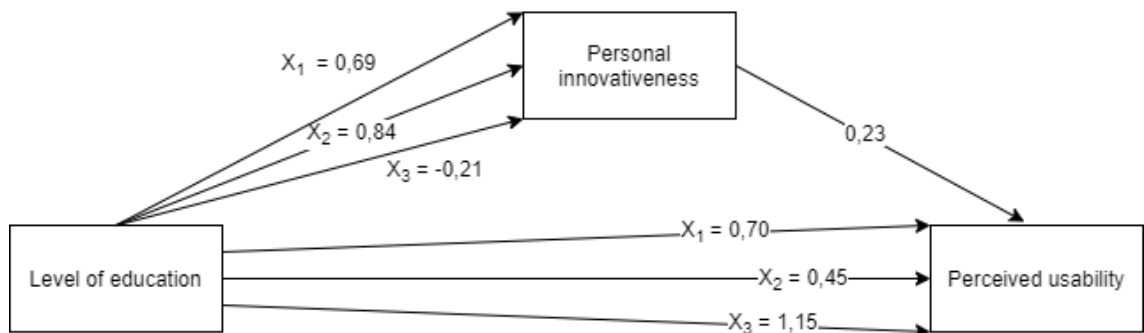 Personal
innovativeness
X₁ = 0,69
X₂ = 0,84
X₃ = -0,21
0,23
Level of education
X₁ = 0,70
X₂ = 0,45
X₃ = 1,15
Perceived usability